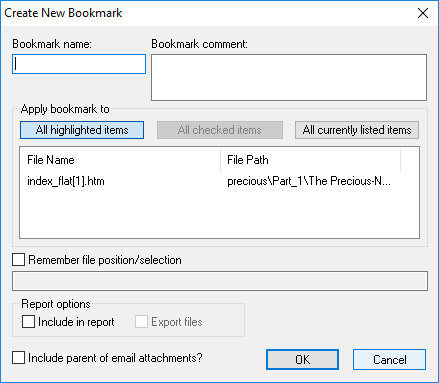 Create New Bookmark
Bookmark name:
Bookmark comment:
Apply bookmark to
All highlighted items
All checked items
All currently listed items
File Name
File Path
index_flat[1].htm
precious\Part_1\The Precious-N...
Remember file position/selection
Report options
Include in report
Export files
Include parent of email attachments?
OK
Cancel